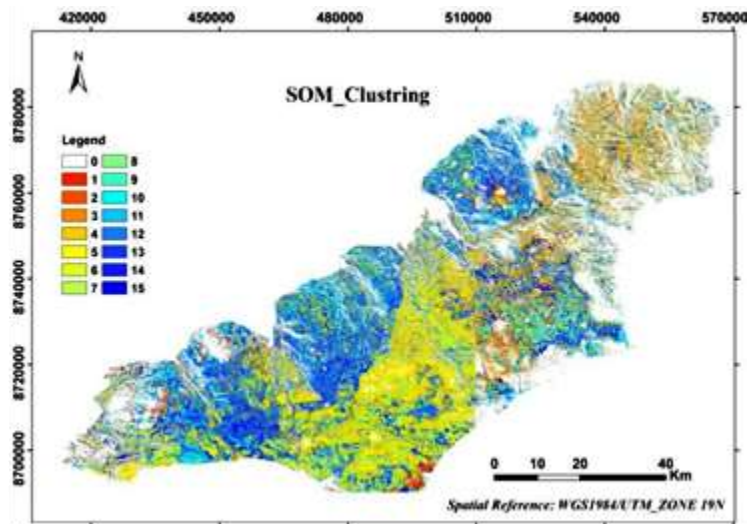 420000 450000 480000 510000 540000 570000
N
SOM_Clustring
8780000
8760000
8740000
8720000
8700000
Legend
0 8
1 9
2 10
3 11
4 12
5 13
6 14
7 15
0 10 20 40
Km
Spatial Reference: WGS1984/UTM_ZONE 19N